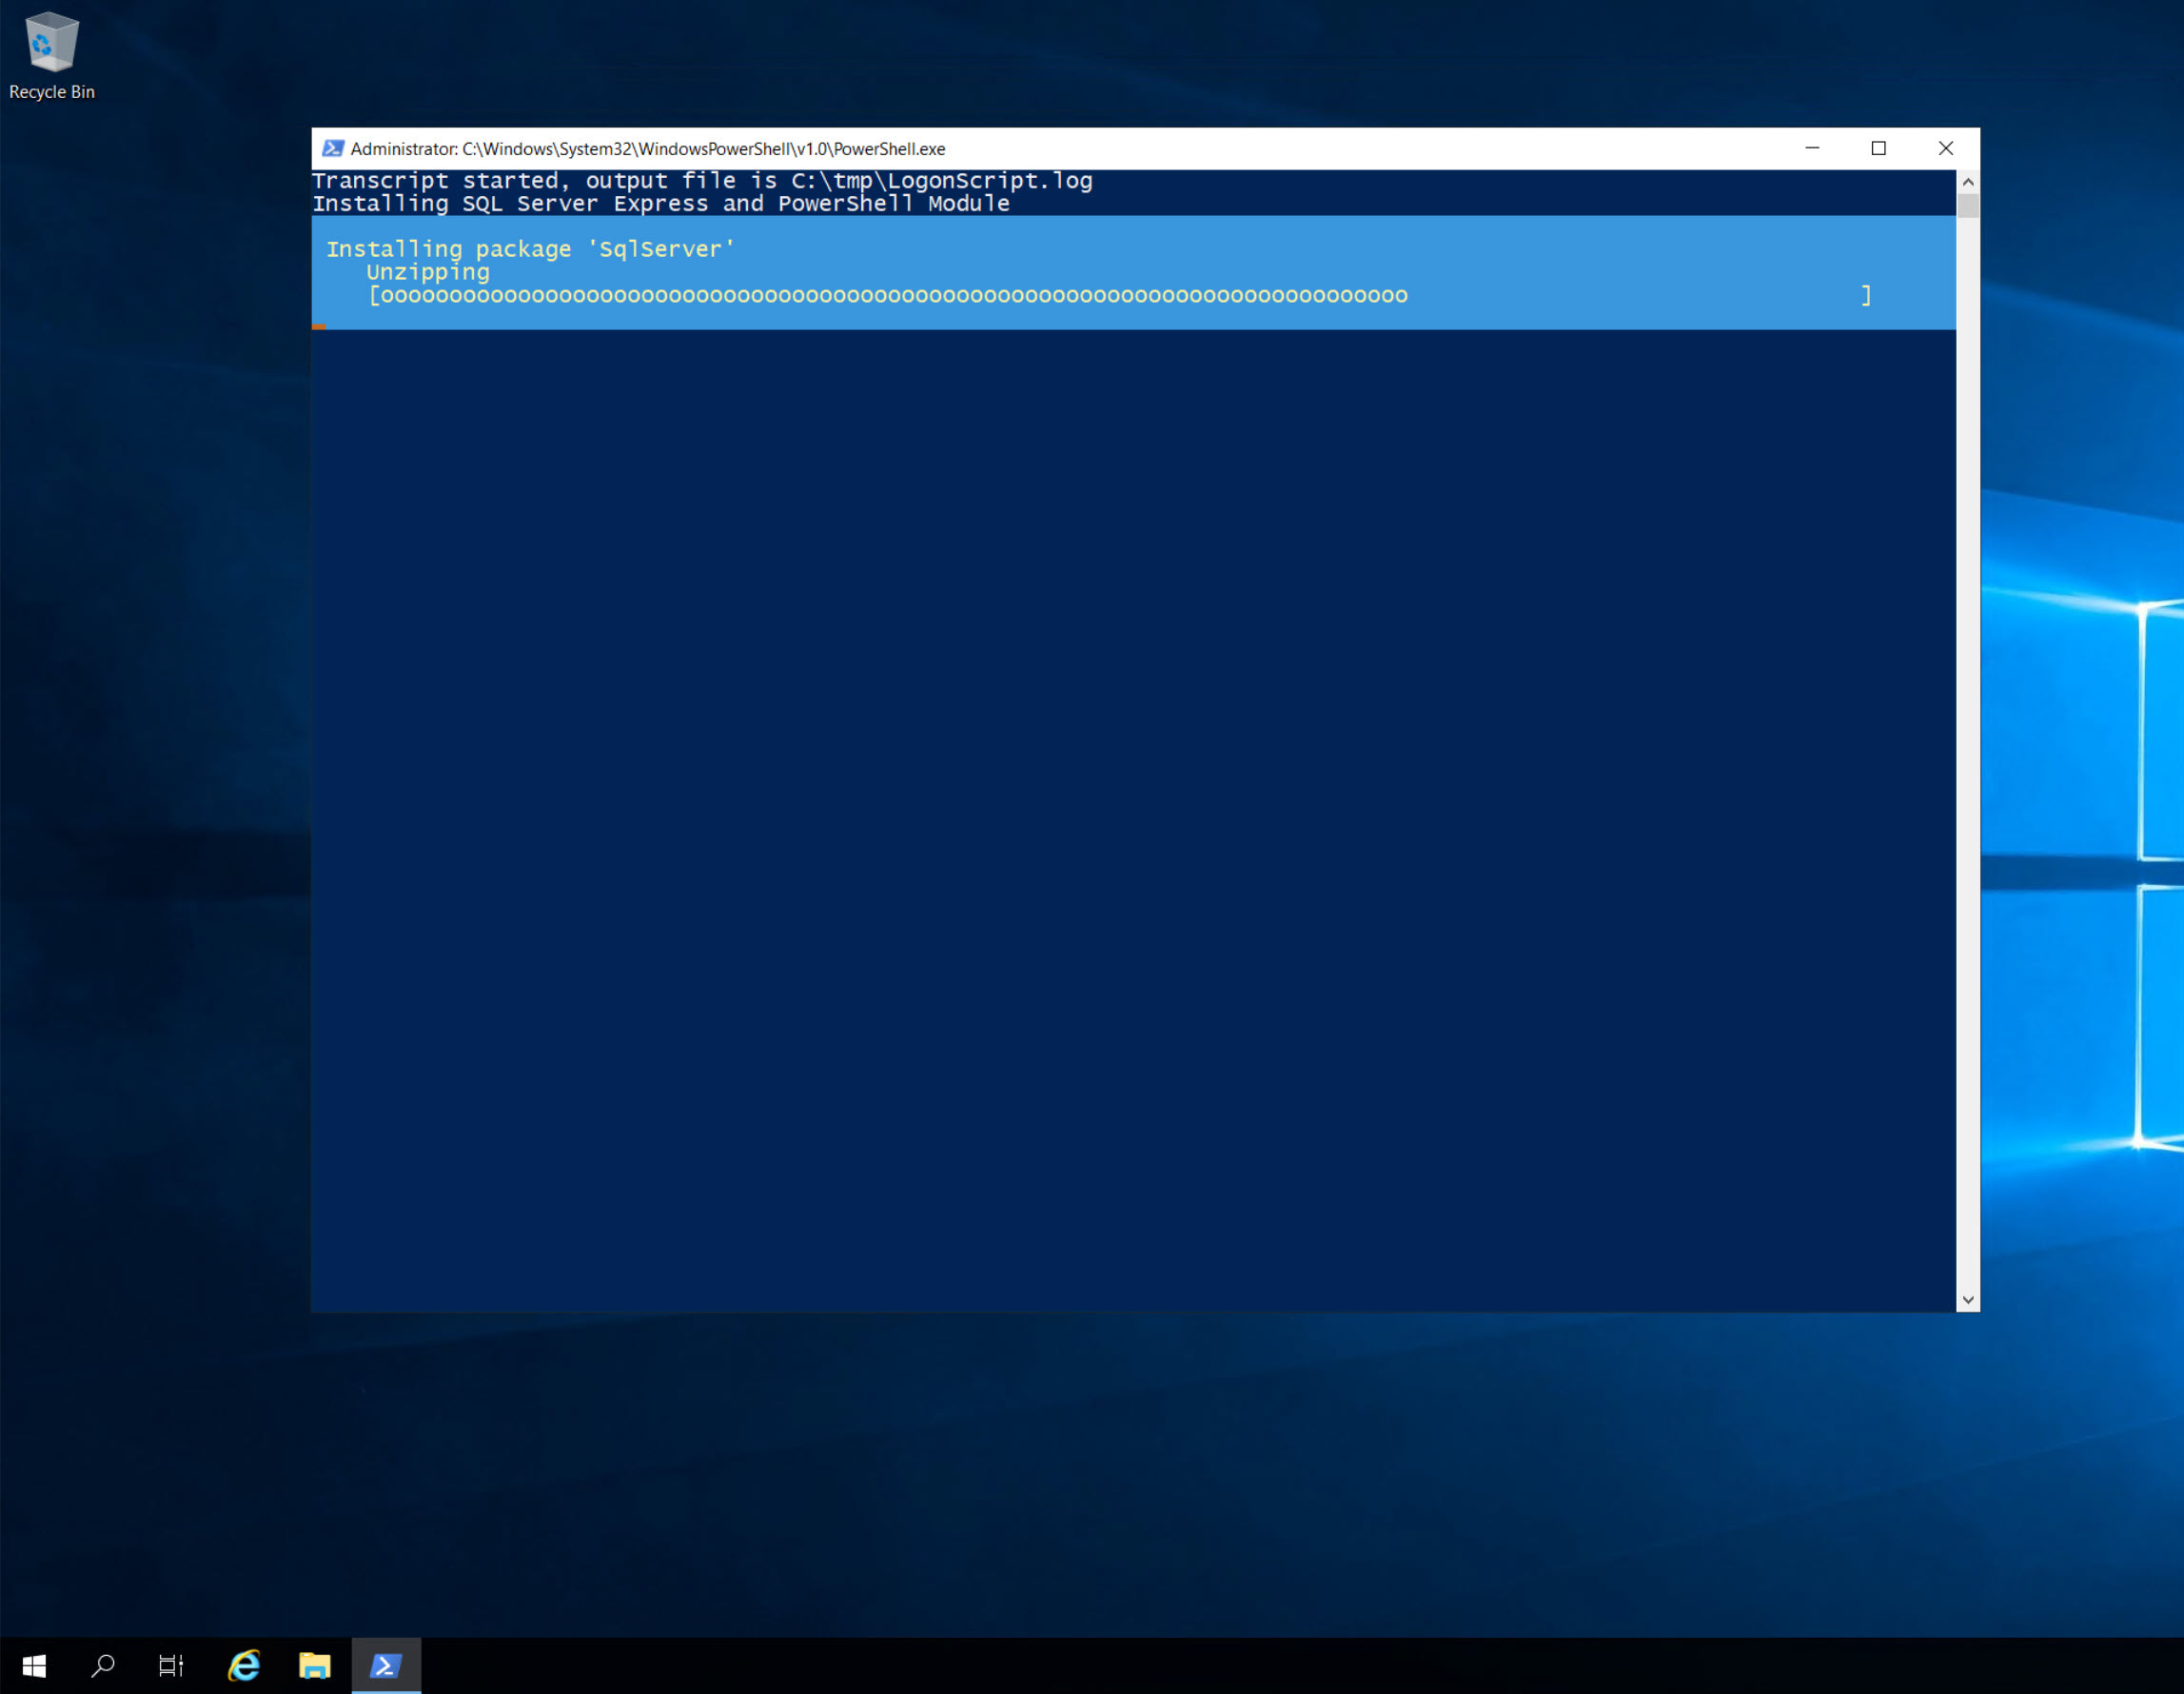 Recycle Bin
Administrator: C:\Windows\System32\WindowsPowerShell\v1.0\PowerShell.exe
Transcript started, output file is C:\tmp\LogonScript.log
Installing SQL Server Express and PowerShell Module
Installing package 'SqlServer'
Unzipping
[ooooooooooooooooooooooooooooooooooooooooooooooooooooooooooooooooooooooooooo ]